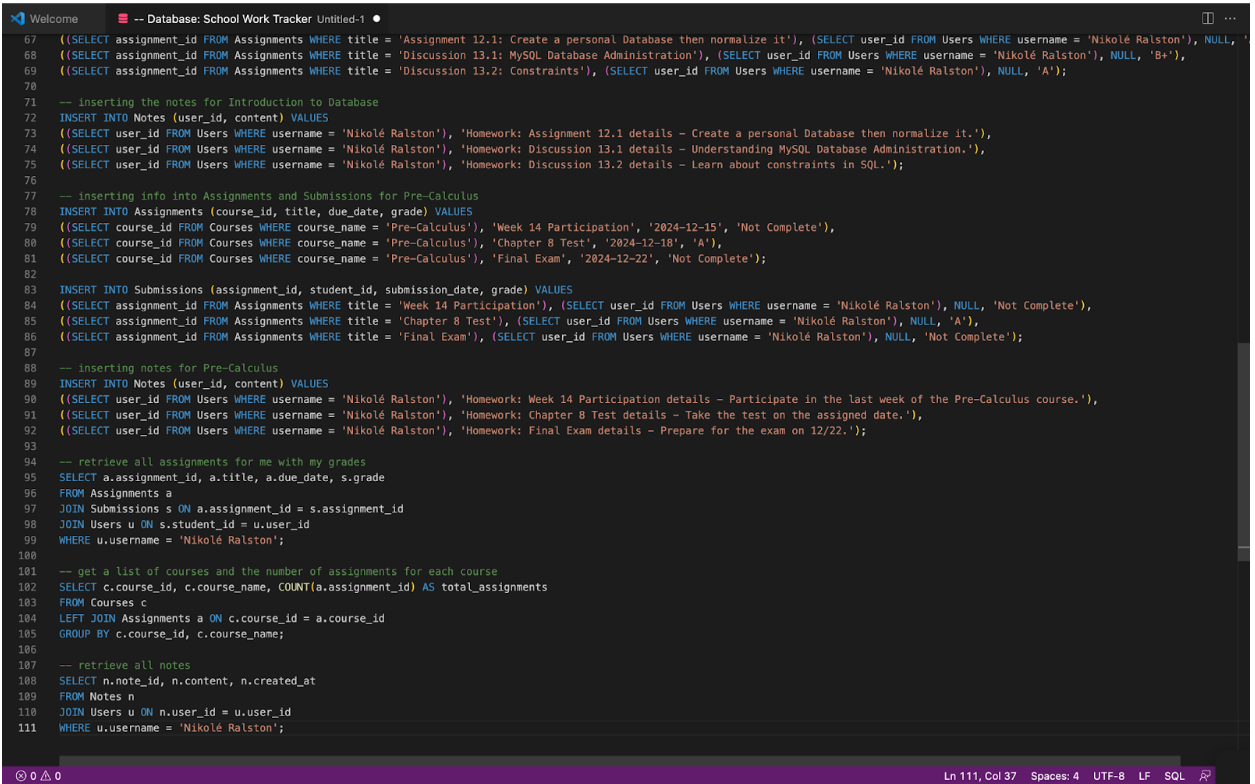 Welcome
-- Database: School Work Tracker Untitled-1
67 ((SELECT assignment_id FROM Assignments WHERE title = 'Assignment 12.1: Create a personal Database then normalize it'), (SELECT user_id FROM Users WHERE username = 'Nikolé Ralston'), NULL, '
68 ((SELECT assignment_id FROM Assignments WHERE title = 'Discussion 13.1: MySQL Database Administration'), (SELECT user_id FROM Users WHERE username = 'Nikolé Ralston'), NULL, 'B+'),
69 ((SELECT assignment_id FROM Assignments WHERE title = 'Discussion 13.2: Constraints'), (SELECT user_id FROM Users WHERE username = 'Nikolé Ralston'), NULL, 'A');
70
71 -- inserting the notes for Introduction to Database
72 INSERT INTO Notes (user_id, content) VALUES
73 ((SELECT user_id FROM Users WHERE username = 'Nikolé Ralston'), 'Homework: Assignment 12.1 details – Create a personal Database then normalize it.'),
74 ((SELECT user_id FROM Users WHERE username = 'Nikolé Ralston'), 'Homework: Discussion 13.1 details – Understanding MySQL Database Administration.'),
75 ((SELECT user_id FROM Users WHERE username = 'Nikolé Ralston'), 'Homework: Discussion 13.2 details – Learn about constraints in SQL.');
76
77 -- inserting info into Assignments and Submissions for Pre-Calculus
78 INSERT INTO Assignments (course_id, title, due_date, grade) VALUES
79 ((SELECT course_id FROM Courses WHERE course_name = 'Pre-Calculus'), 'Week 14 Participation', '2024-12-15', 'Not Complete'),
80 ((SELECT course_id FROM Courses WHERE course_name = 'Pre-Calculus'), 'Chapter 8 Test', '2024-12-18', 'A'),
81 ((SELECT course_id FROM Courses WHERE course_name = 'Pre-Calculus'), 'Final Exam', '2024-12-22', 'Not Complete');
82
83 INSERT INTO Submissions (assignment_id, student_id, submission_date, grade) VALUES
84 ((SELECT assignment_id FROM Assignments WHERE title = 'Week 14 Participation'), (SELECT user_id FROM Users WHERE username = 'Nikolé Ralston'), NULL, 'Not Complete'),
85 ((SELECT assignment_id FROM Assignments WHERE title = 'Chapter 8 Test'), (SELECT user_id FROM Users WHERE username = 'Nikolé Ralston'), NULL, 'A'),
86 ((SELECT assignment_id FROM Assignments WHERE title = 'Final Exam'), (SELECT user_id FROM Users WHERE username = 'Nikolé Ralston'), NULL, 'Not Complete');
87
88 -- inserting notes for Pre-Calculus
89 INSERT INTO Notes (user_id, content) VALUES
90 ((SELECT user_id FROM Users WHERE username = 'Nikolé Ralston'), 'Homework: Week 14 Participation details – Participate in the last week of the Pre-Calculus course.'),
91 ((SELECT user_id FROM Users WHERE username = 'Nikolé Ralston'), 'Homework: Chapter 8 Test details – Take the test on the assigned date.'),
92 ((SELECT user_id FROM Users WHERE username = 'Nikolé Ralston'), 'Homework: Final Exam details – Prepare for the exam on 12/22.');
93
94 -- retrieve all assignments for me with my grades
95 SELECT a.assignment_id, a.title, a.due_date, s.grade
96 FROM Assignments a
97 JOIN Submissions s ON a.assignment_id = s.assignment_id
98 JOIN Users u ON s.student_id = u.user_id
99 WHERE u.username = 'Nikolé Ralston';
100
101 -- get a list of courses and the number of assignments for each course
102 SELECT c.course_id, c.course_name, COUNT(a.assignment_id) AS total_assignments
103 FROM Courses c
104 LEFT JOIN Assignments a ON c.course_id = a.course_id
105 GROUP BY c.course_id, c.course_name;
106
107 -- retrieve all notes
108 SELECT n.note_id, n.content, n.created_at
109 FROM Notes n
110 JOIN Users u ON n.user_id = u.user_id
111 WHERE u.username = 'Nikolé Ralston';
0 0 Ln 111, Col 37 Spaces: 4 UTF-8 LF SQL